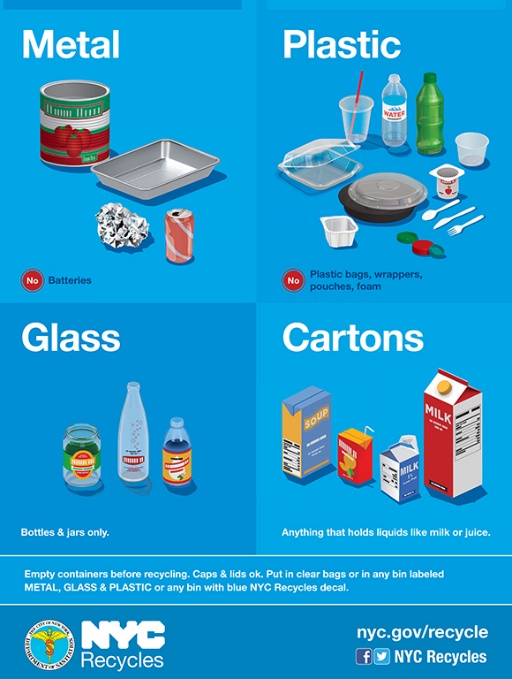 Metal
Plastic
WATER
No Batteries
No Plastic bags, wrappers,
pouches, foam
Glass
Cartons
SOUP
MILK
MILK
Bottles & jars only.
Anything that holds liquids like milk or juice.
Empty containers before recycling. Caps & lids ok. Put in clear bags or in any bin labeled
METAL, GLASS & PLASTIC or any bin with blue NYC Recycles decal.
NYC
Recycles
nyc.gov/recycle
NYC Recycles